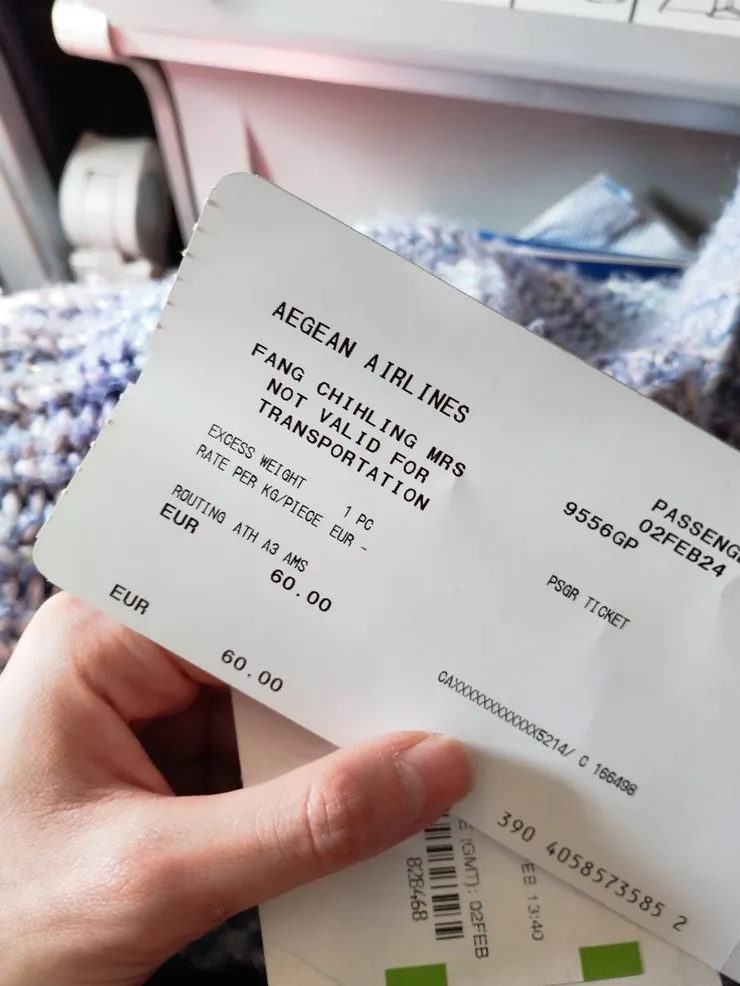 AEGEAN AIRLINES
FANG CHIHLING MRS
NOT VALID FOR
TRANSPORTATION
EXCESS WEIGHT 1 PC
RATE PER KG/PIECE EUR -
ROUTING ATH A3 AMS
EUR 60.00
EUR 60.00
PASSENG
9556GP 02FEB24
PSGR TICKET
CAXXXXXXXXXXXX5214/ C 166498
390 4058573585 2
(GMT): 02FEB
EB 13:40
828468